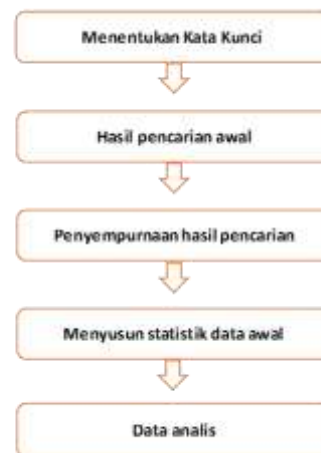 Menentukan Kata Kunci
Hasil pencarian awal
Penyempurnaan hasil pencarian
Menyusun statistik data awal
Data analis